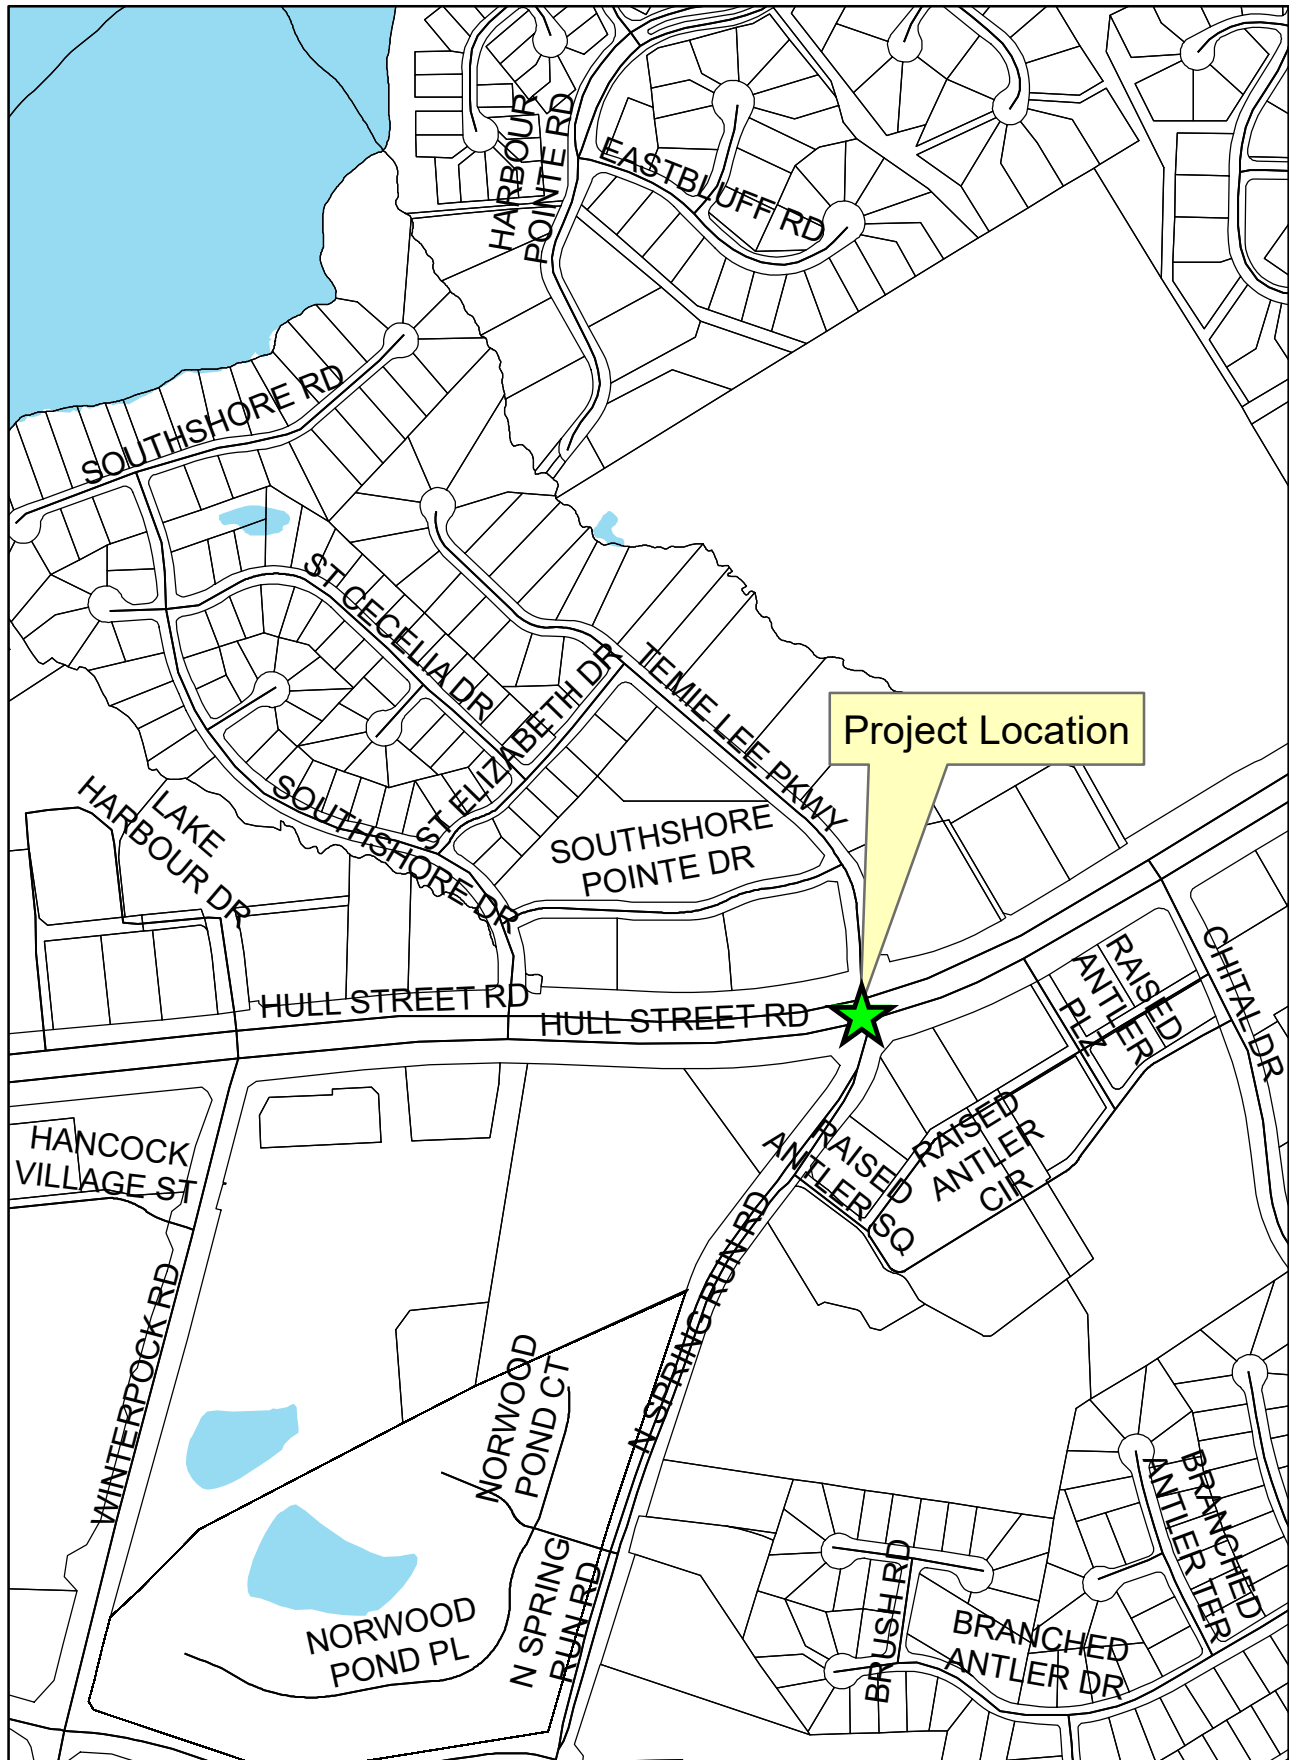 HARBOUR
POINTE RD
EASTBLUFF RD
SOUTHSHORE RD
ST CECELIA DR
TEMIE LEE PKWY
ST ELIZABETH DR
Project Location
LAKE
HARBOUR DR
SOUTHSHORE DR
SOUTHSHORE
POINTE DR
HULL STREET RD
HULL STREET RD
RAISED
ANTLER
PLZ
CHITAL DR
HANCOCK
VILLAGE ST
RAISED
ANTLER SQ
RAISED
ANTLER
CIR
WINTERPOCK RD
N SPRING RUN RD
NORWOOD
POND CT
BRANCHED
ANTLER TER
NORWOOD
POND PL
N SPRING
RUN RD
BRUSH RD
BRANCHED
ANTLER DR